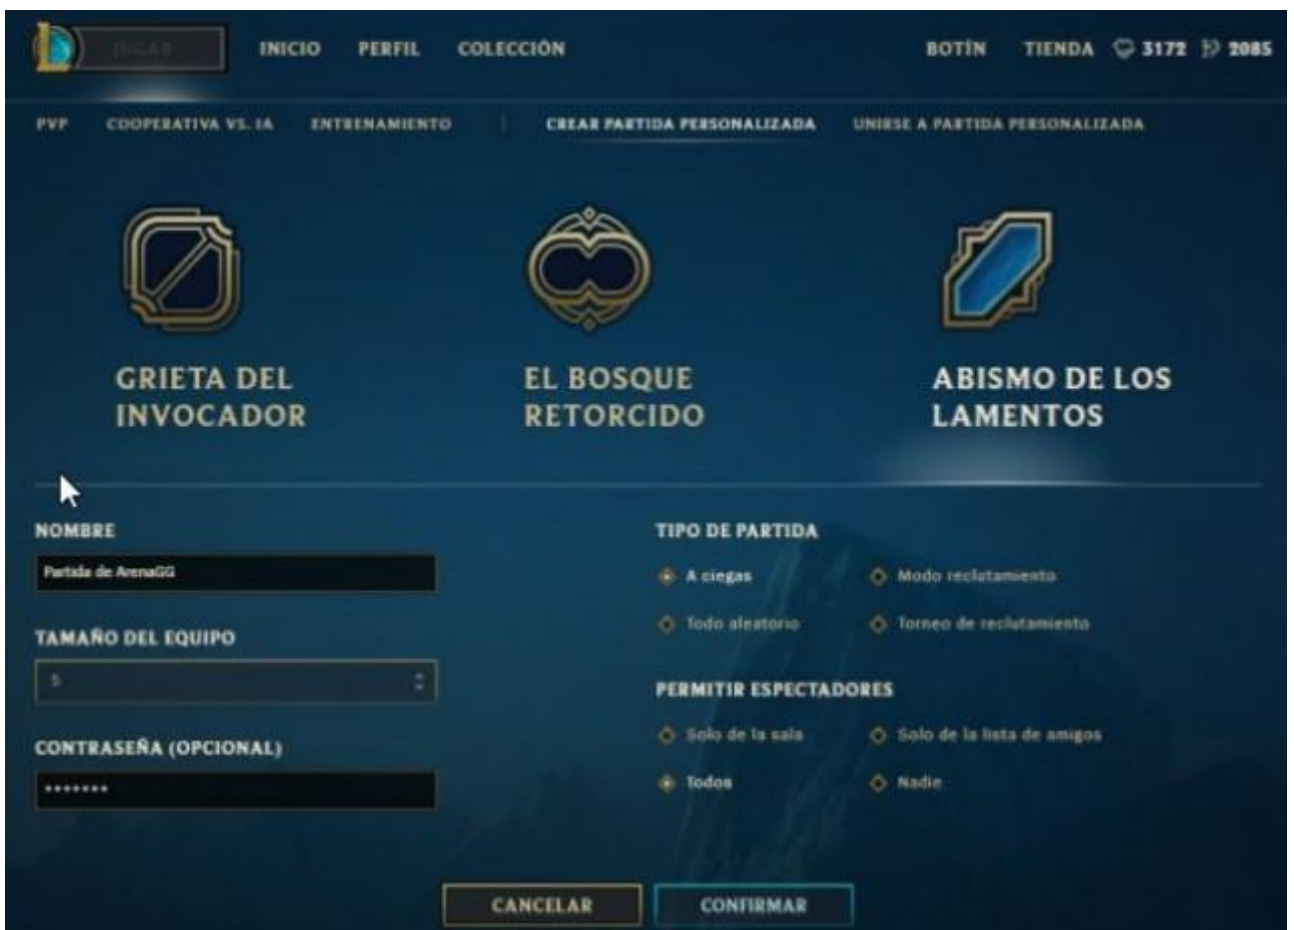 JUGAR
INICIO PERFIL COLECCIÓN BOTÍN TIENDA 3172 2085
PVP COOPERATIVA VS. IA ENTRENAMIENTO CREAR PARTIDA PERSONALIZADA UNIRSE A PARTIDA PERSONALIZADA
GRIETA DEL
INVOCADOR
EL BOSQUE
RETORCIDO
ABISMO DE LOS
LAMENTOS
NOMBRE
Partida de ArenaGG
TAMAÑO DEL EQUIPO
5
CONTRASEÑA (OPCIONAL)
*******
TIPO DE PARTIDA
A ciegas Modo reclutamiento
Todo aleatorio Torneo de reclutamiento
PERMITIR ESPECTADORES
Solo de la sala Solo de la lista de amigos
Todos Nadie
CANCELAR CONFIRMAR